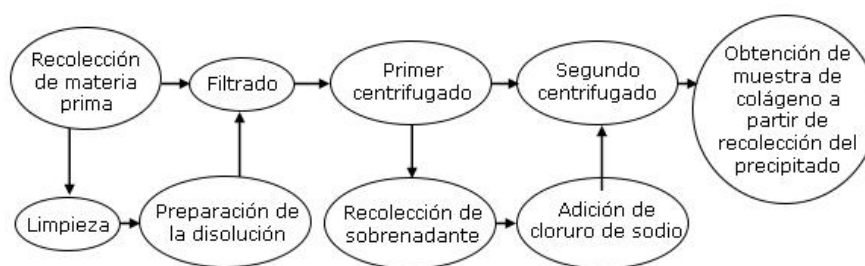 Recolección
de materia
prima
Filtrado
Primer
centrifugado
Segundo
centrifugado
Obtención de
muestra de
colágeno a
partir de
recolección del
precipitado
Limpieza
Preparación de
la disolución
Recolección de
sobrenadante
Adición de
cloruro de sodio